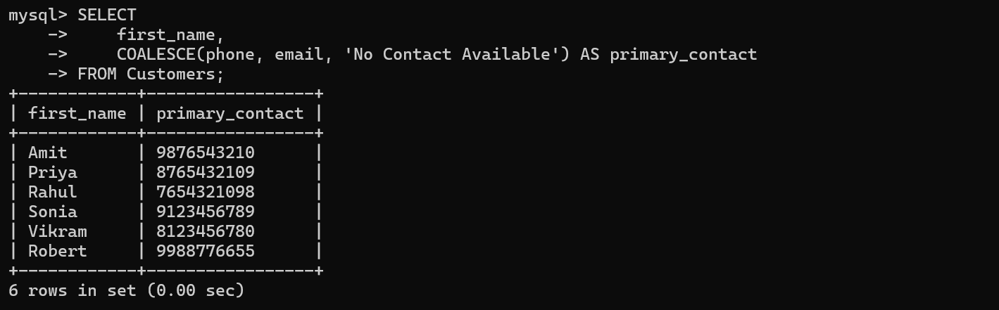 mysql> SELECT
    ->     first_name,
    ->     COALESCE(phone, email, 'No Contact Available') AS primary_contact
    -> FROM Customers;
+------------+-----------------+
| first_name | primary_contact |
+------------+-----------------+
| Amit       | 9876543210      |
| Priya      | 8765432109      |
| Rahul      | 7654321098      |
| Sonia      | 9123456789      |
| Vikram     | 8123456780      |
| Robert     | 9988776655      |
+------------+-----------------+
6 rows in set (0.00 sec)